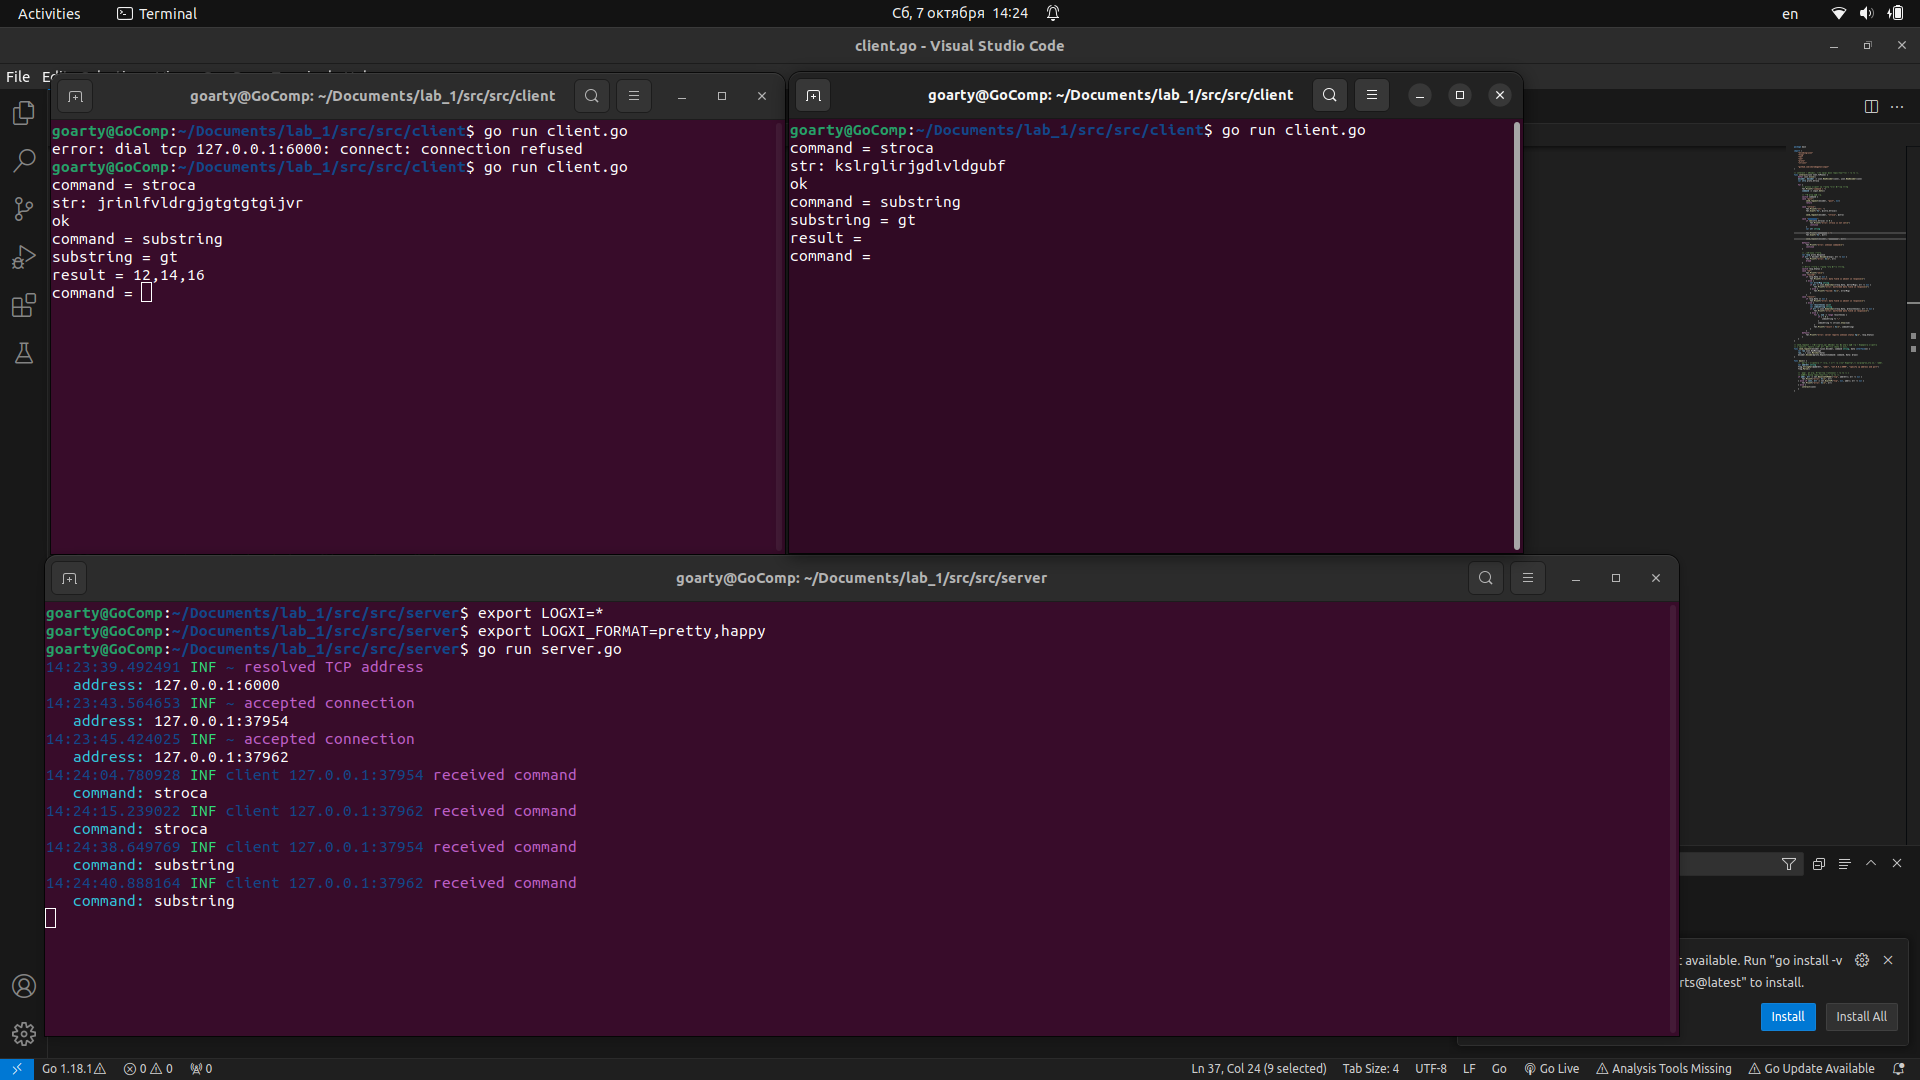 Activities
Terminal
Сб, 7 октября 14:24
en
client.go - Visual Studio Code
File
goarty@GoComp: ~/Documents/lab_1/src/src/client
goarty@GoComp:~/Documents/lab_1/src/src/client$ go run client.go
error: dial tcp 127.0.0.1:6000: connect: connection refused
goarty@GoComp:~/Documents/lab_1/src/src/client$ go run client.go
command = stroca
str: jrinlfvldrgjgtgtgtgijvr
ok
command = substring
substring = gt
result = 12,14,16
command =
goarty@GoComp: ~/Documents/lab_1/src/src/client
goarty@GoComp:~/Documents/lab_1/src/src/client$ go run client.go
command = stroca
str: kslrglirjgdlvldgubf
ok
command = substring
substring = gt
result =
command =
goarty@GoComp: ~/Documents/lab_1/src/src/server
goarty@GoComp:~/Documents/lab_1/src/src/server$ export LOGXI=*
goarty@GoComp:~/Documents/lab_1/src/src/server$ export LOGXI_FORMAT=pretty,happy
goarty@GoComp:~/Documents/lab_1/src/src/server$ go run server.go
14:23:39.492491 INF ~ resolved TCP address
address: 127.0.0.1:6000
14:23:43.564653 INF ~ accepted connection
address: 127.0.0.1:37954
14:23:45.424025 INF ~ accepted connection
address: 127.0.0.1:37962
14:24:04.780928 INF client 127.0.0.1:37954 received command
command: stroca
14:24:15.239022 INF client 127.0.0.1:37962 received command
command: stroca
14:24:38.649769 INF client 127.0.0.1:37954 received command
command: substring
14:24:40.888164 INF client 127.0.0.1:37962 received command
command: substring
available. Run "go install -v
rts@latest" to install.
Install
Install All
Go 1.18.1
0 0
0
Ln 37, Col 24 (9 selected)
Tab Size: 4
UTF-8
LF
Go
Go Live
Analysis Tools Missing
Go Update Available